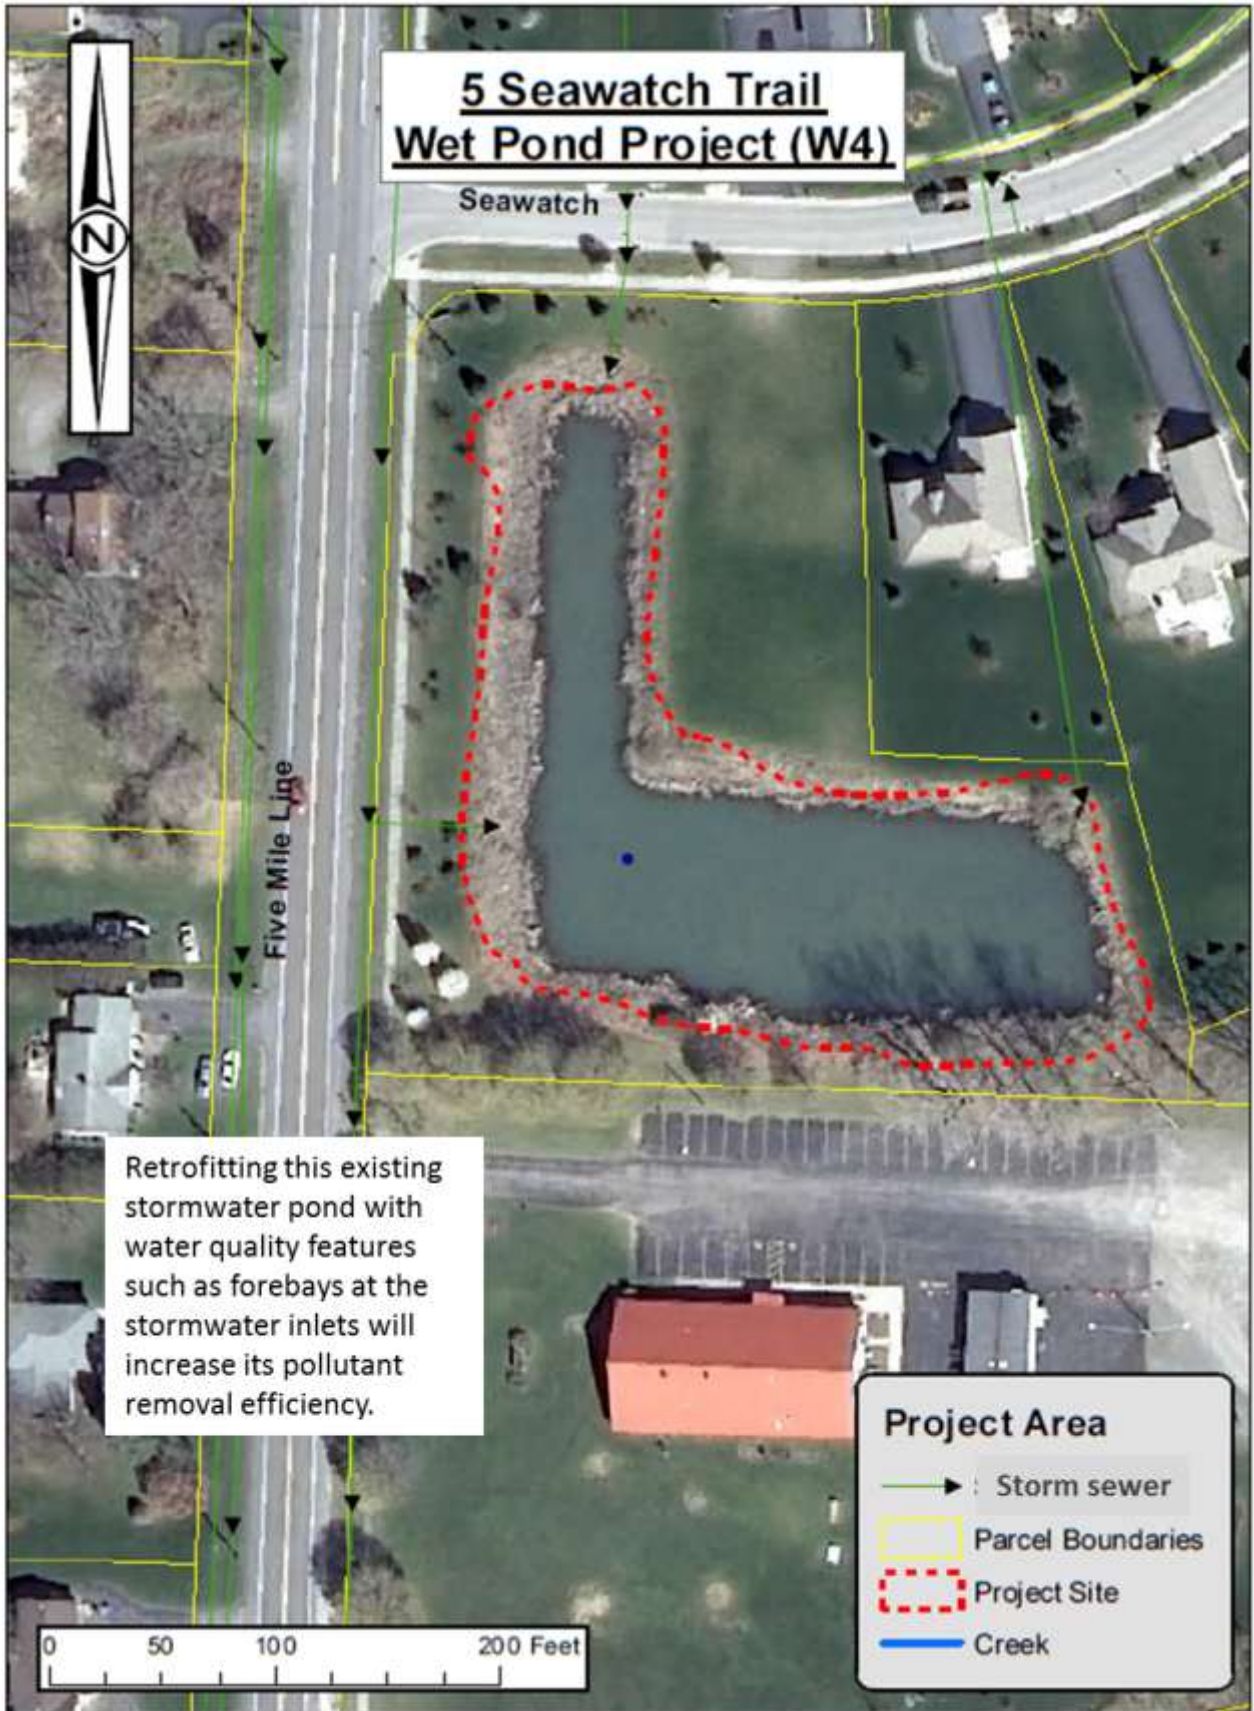 5 Seawatch Trail
Wet Pond Project (W4)
Seawatch
N
Five Mile Line
Retrofitting this existing
stormwater pond with
water quality features
such as forebays at the
stormwater inlets will
increase its pollutant
removal efficiency.
Project Area
: Storm sewer
Parcel Boundaries
Project Site
Creek
0 50 100 200 Feet